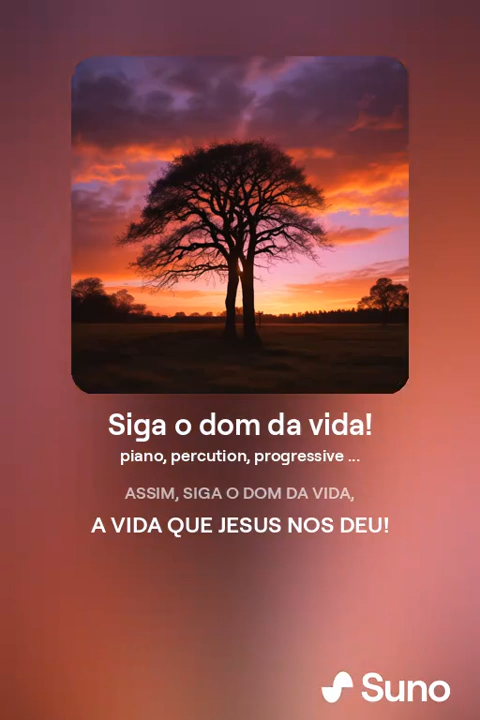 Siga o dom da vida!
piano, percution, progressive ...
ASSIM, SIGA O DOM DA VIDA,
A VIDA QUE JESUS NOS DEU!
Suno